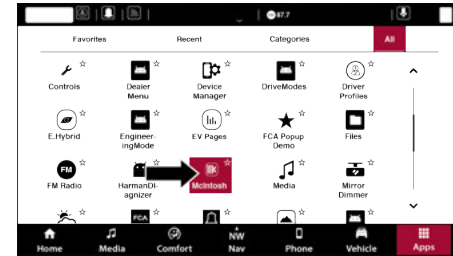 87.7
Favorites Recent Categories All
Controls Dealer Device DriveModes Driver
Menu Manager Profiles
E.Hybrid Engineer- EV Pages FCA Popup Files
ingMode Demo
FM
FM Radio HarmanDi- McIntosh Media Mirror
agnizer Dimmer
FCA
NW
Home Media Comfort Nav Phone Vehicle Apps